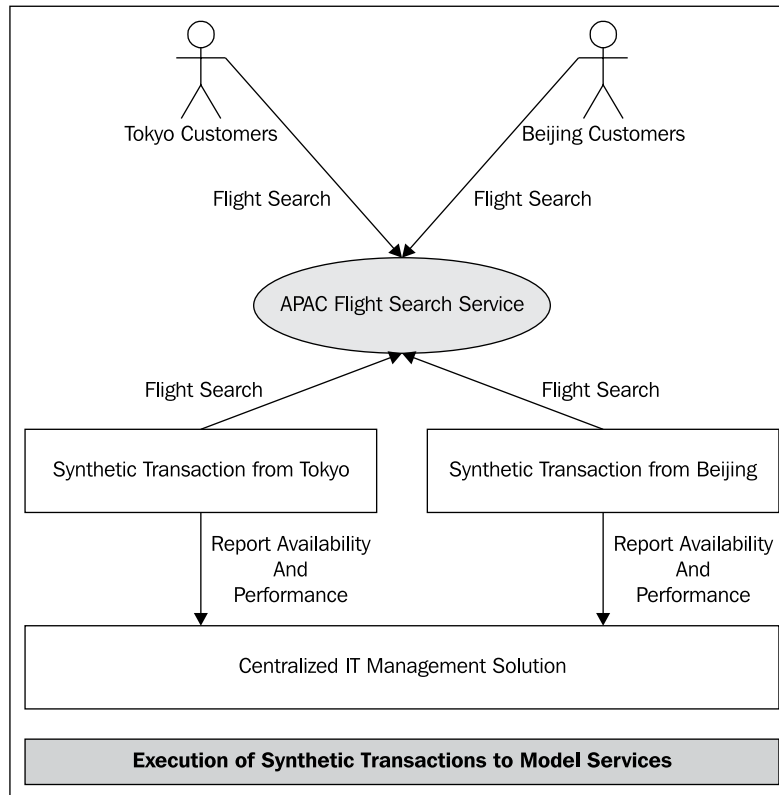 Tokyo Customers
Beijing Customers
Flight Search
Flight Search
APAC Flight Search Service
Flight Search
Flight Search
Synthetic Transaction from Tokyo
Synthetic Transaction from Beijing
Report Availability
And
Performance
Report Availability
And
Performance
Centralized IT Management Solution
Execution of Synthetic Transactions to Model Services